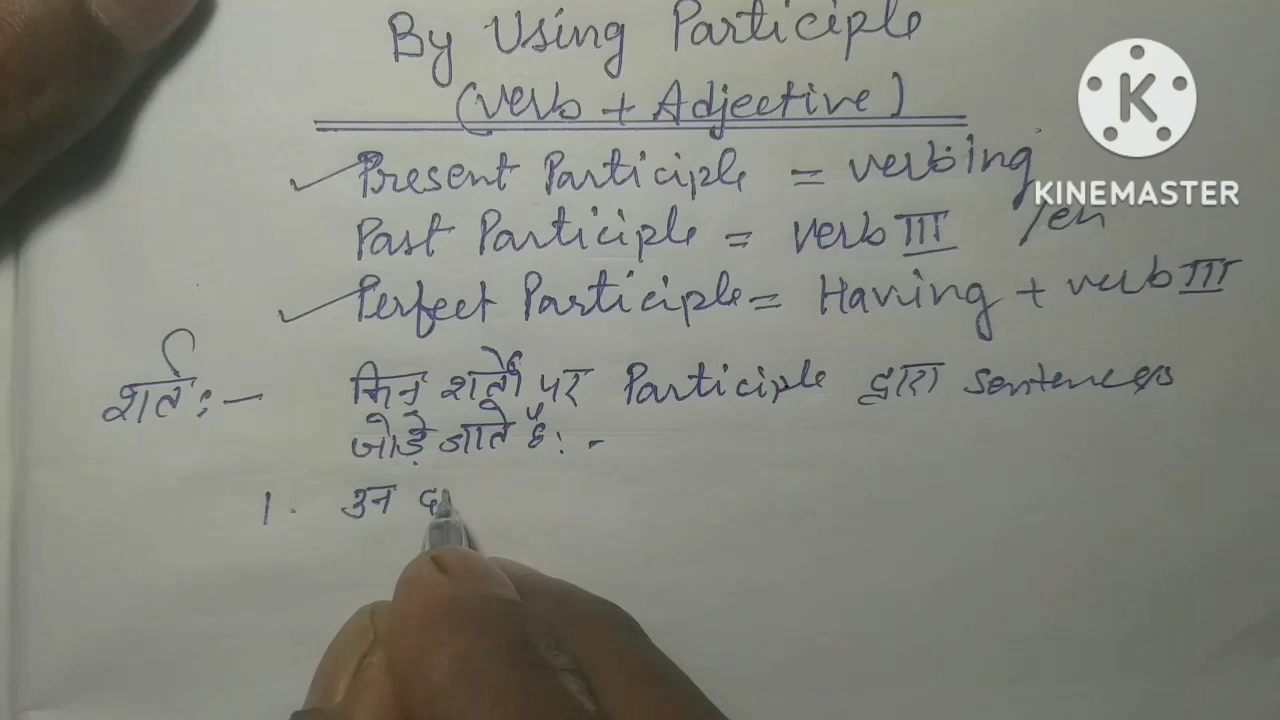 By Using Participle
(verb + Adjective)
K
KINEMASTER
Present Participle = verbing
Past Participle = verb III /en
Perfect Participle = Having + verb III
शर्त :- किन शर्तों पर Participle द्वारा sentences
जोड़े जाते है : -
1. उन